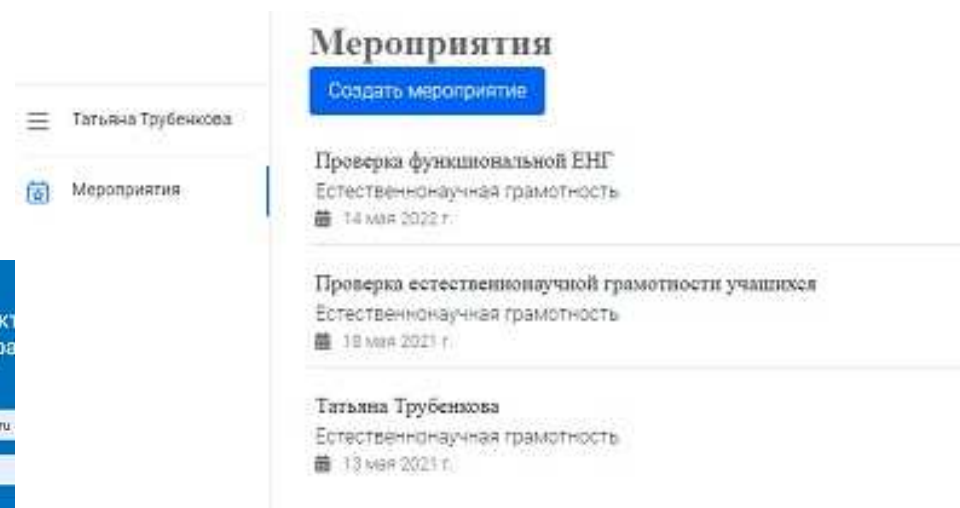 Мероприятия
Создать мероприятие
Татьяна Трубенкова
Мероприятия
Проверка функциональной ЕНГ
Естественнонаучная грамотность
14 мая 2022 г.
Проверка естественнонаучной грамотности учащихся
Естественнонаучная грамотность
18 мая 2021 г.
Татьяна Трубенкова
Естественнонаучная грамотность
13 мая 2021 г.
ru